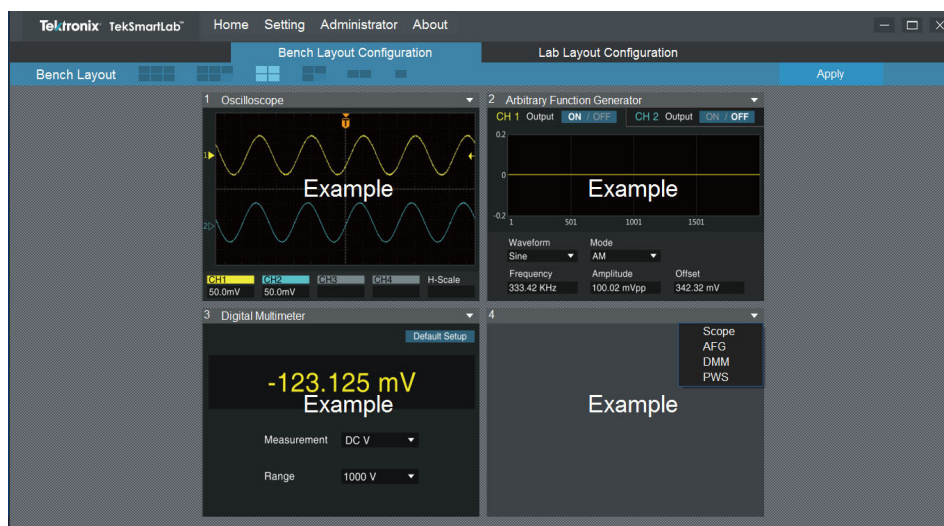 Tektronix TekSmartLab™ Home Setting Administrator About
Bench Layout Configuration Lab Layout Configuration
Bench Layout Apply
1 Oscilloscope
T
1
Example
2
CH1 CH2 CH3 CH4 H-Scale
50.0mV 50.0mV
2 Arbitrary Function Generator
CH 1 Output ON / OFF CH 2 Output ON / OFF
0.2
0
Example
-0.2
1 501 1001 1501
Waveform Mode
Sine AM
Frequency Amplitude Offset
333.42 KHz 100.02 mVpp 342.32 mV
3 Digital Multimeter
Default Setup
-123.125 mV
Example
Measurement DC V
Range 1000 V
4
Scope
AFG
DMM
PWS
Example